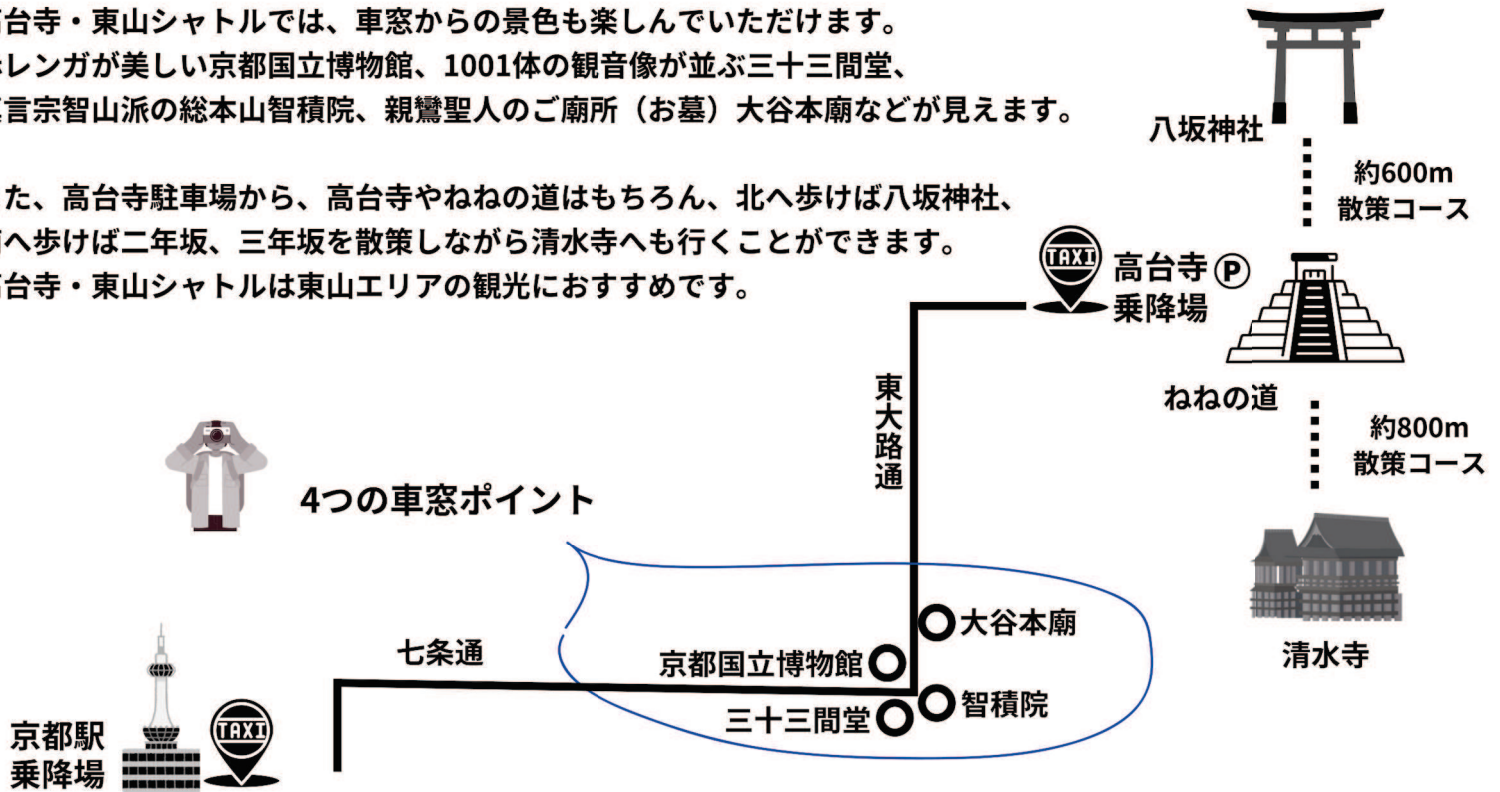 台寺・東山シャトルでは、車窓からの景色も楽しんでいただけます。
レンガが美しい京都国立博物館、1001体の観音像が並ぶ三十三間堂、
言宗智山派の総本山智積院、親鸞聖人のご廟所（お墓）大谷本廟などが見えます。
た、高台寺駐車場から、高台寺やねねの道はもちろん、北へ歩けば八坂神社、
へ歩けば二年坂、三年坂を散策しながら清水寺へも行くことができます。
台寺・東山シャトルは東山エリアの観光におすすめです。
八坂神社
約600m
散策コース
TAXI
高台寺Ⓟ
乗降場
ねねの道
約800m
散策コース
清水寺
東大路通
4つの車窓ポイント
七条通
大谷本廟
京都国立博物館
智積院
三十三間堂
京都駅
乗降場
TAXI